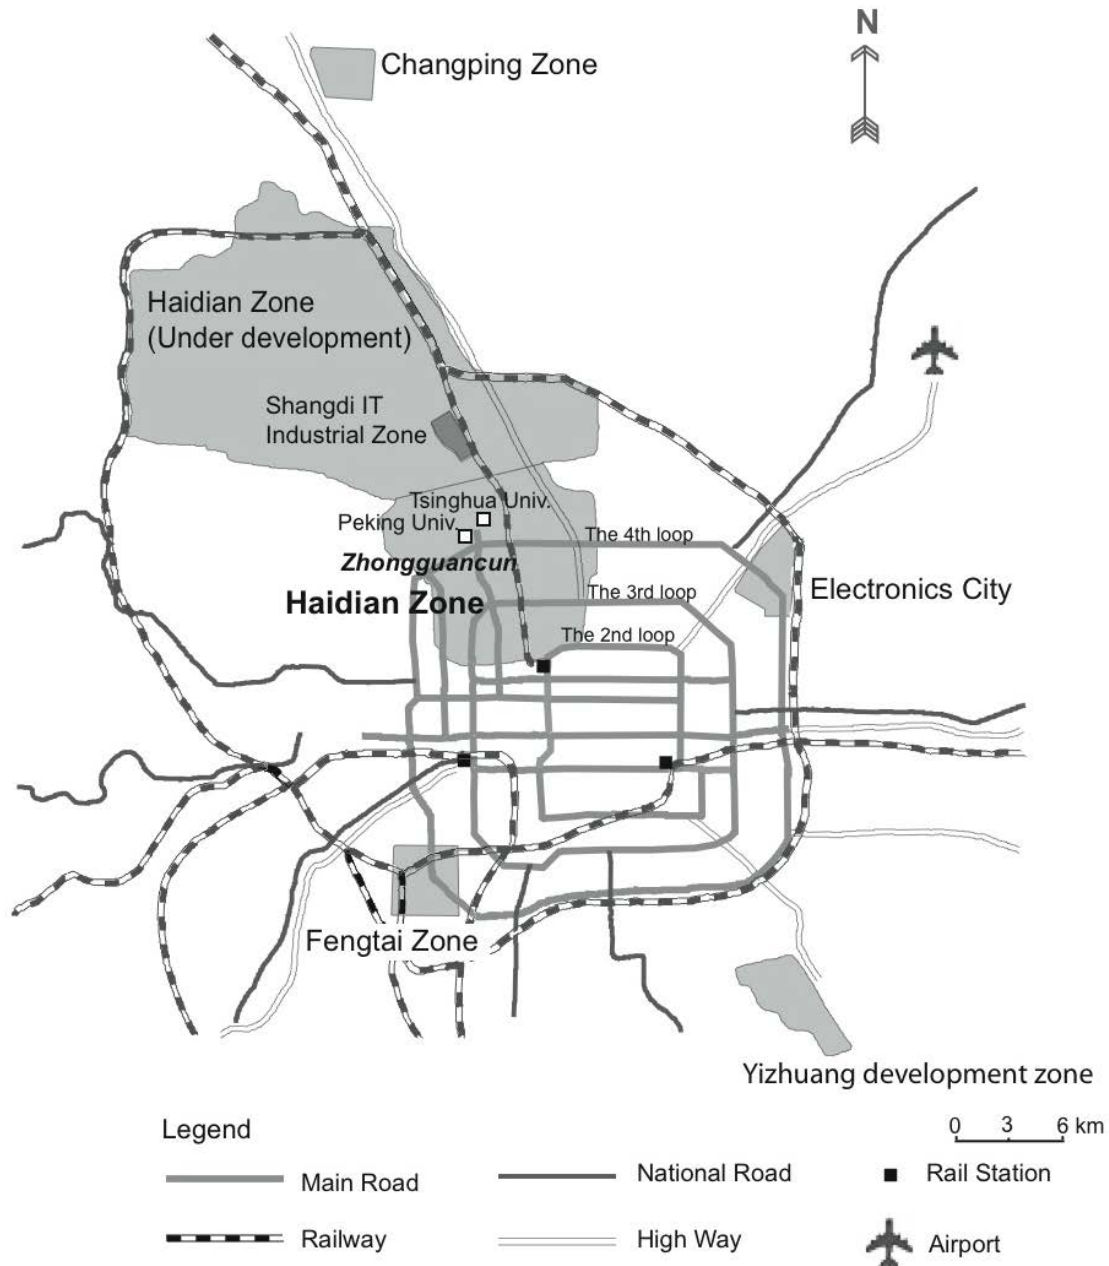 N
Changping Zone
Haidian Zone
(Under development)
Shangdi IT
Industrial Zone
Tsinghua Univ.
Peking Univ.
The 4th loop
Zhongguancun
Electronics City
Haidian Zone
The 3rd loop
The 2nd loop
Fengtai Zone
Yizhuang development zone
Legend
0 3 6 km
Main Road
National Road
Rail Station
Railway
High Way
Airport